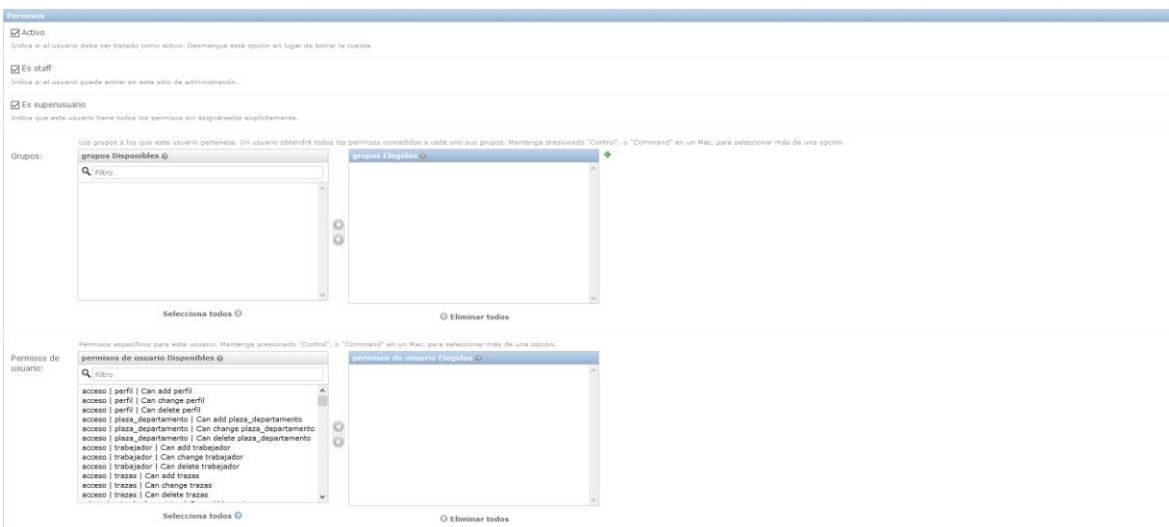 Permisos
Activo
Indica si el usuario debe ser tratado como activo. Desmarque esta opción en lugar de borrar la cuenta.
Es staff
Indica si el usuario puede entrar en este sitio de administración.
Es superusuario
Indica que este usuario tiene todos los permisos sin asignárselos explícitamente.
Los grupos a los que este usuario pertenece. Un usuario obtendrá todos los permisos concedidos a cada uno sus grupos. Mantenga presionado "Control", o "Command" en un Mac, para seleccionar más de una opción.
Grupos:
grupos Disponibles
grupos Elegidos
Filtro
Selecciona todos
Eliminar todos
Permisos específicos para este usuario. Mantenga presionado "Control", o "Command" en un Mac, para seleccionar más de una opción.
Permisos de usuario:
permisos de usuario Disponibles
permisos de usuario Elegidos
Filtro
acceso | perfil | Can add perfil
acceso | perfil | Can change perfil
acceso | perfil | Can delete perfil
acceso | plaza_departamento | Can add plaza_departamento
acceso | plaza_departamento | Can change plaza_departamento
acceso | plaza_departamento | Can delete plaza_departamento
acceso | trabajador | Can add trabajador
acceso | trabajador | Can change trabajador
acceso | trabajador | Can delete trabajador
acceso | trazas | Can add trazas
acceso | trazas | Can change trazas
acceso | trazas | Can delete trazas
Selecciona todos
Eliminar todos